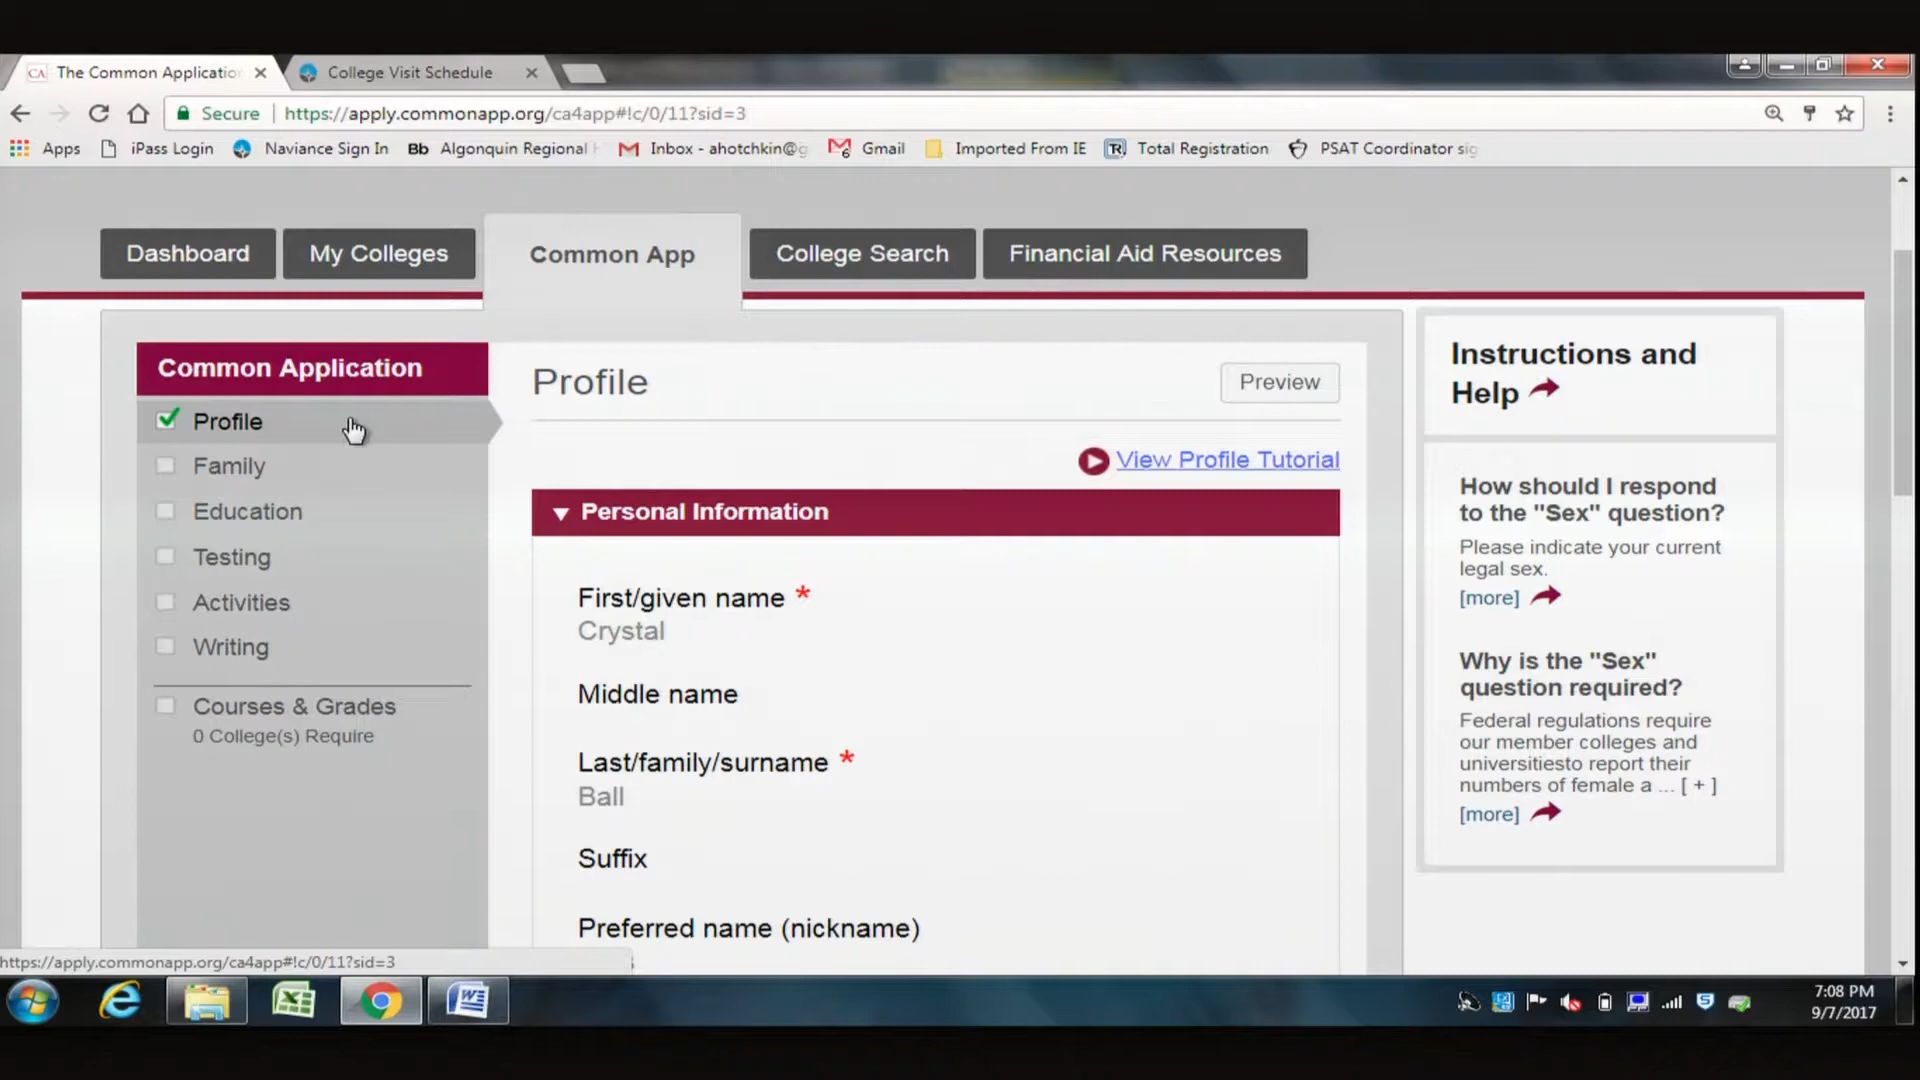 CA The Common Applicatio
College Visit Schedule
Secure https://apply.commonapp.org/ca4app#!c/0/11?sid=3
Apps iPass Login Naviance Sign In Bb Algonquin Regional Inbox - ahotchkin@g Gmail Imported From IE Total Registration PSAT Coordinator sig
Dashboard My Colleges Common App College Search Financial Aid Resources
Common Application
Profile
Family
Education
Testing
Activities
Writing
Courses & Grades
0 College(s) Require
Profile
Preview
View Profile Tutorial
Personal Information
First/given name *
Crystal
Middle name
Last/family/surname *
Ball
Suffix
Preferred name (nickname)
Instructions and
Help
How should I respond
to the "Sex" question?
Please indicate your current
legal sex.
[more]
Why is the "Sex"
question required?
Federal regulations require
our member colleges and
universitiesto report their
numbers of female a ... [ + ]
[more]
https://apply.commonapp.org/ca4app#!c/0/11?sid=3
7:08 PM
9/7/2017